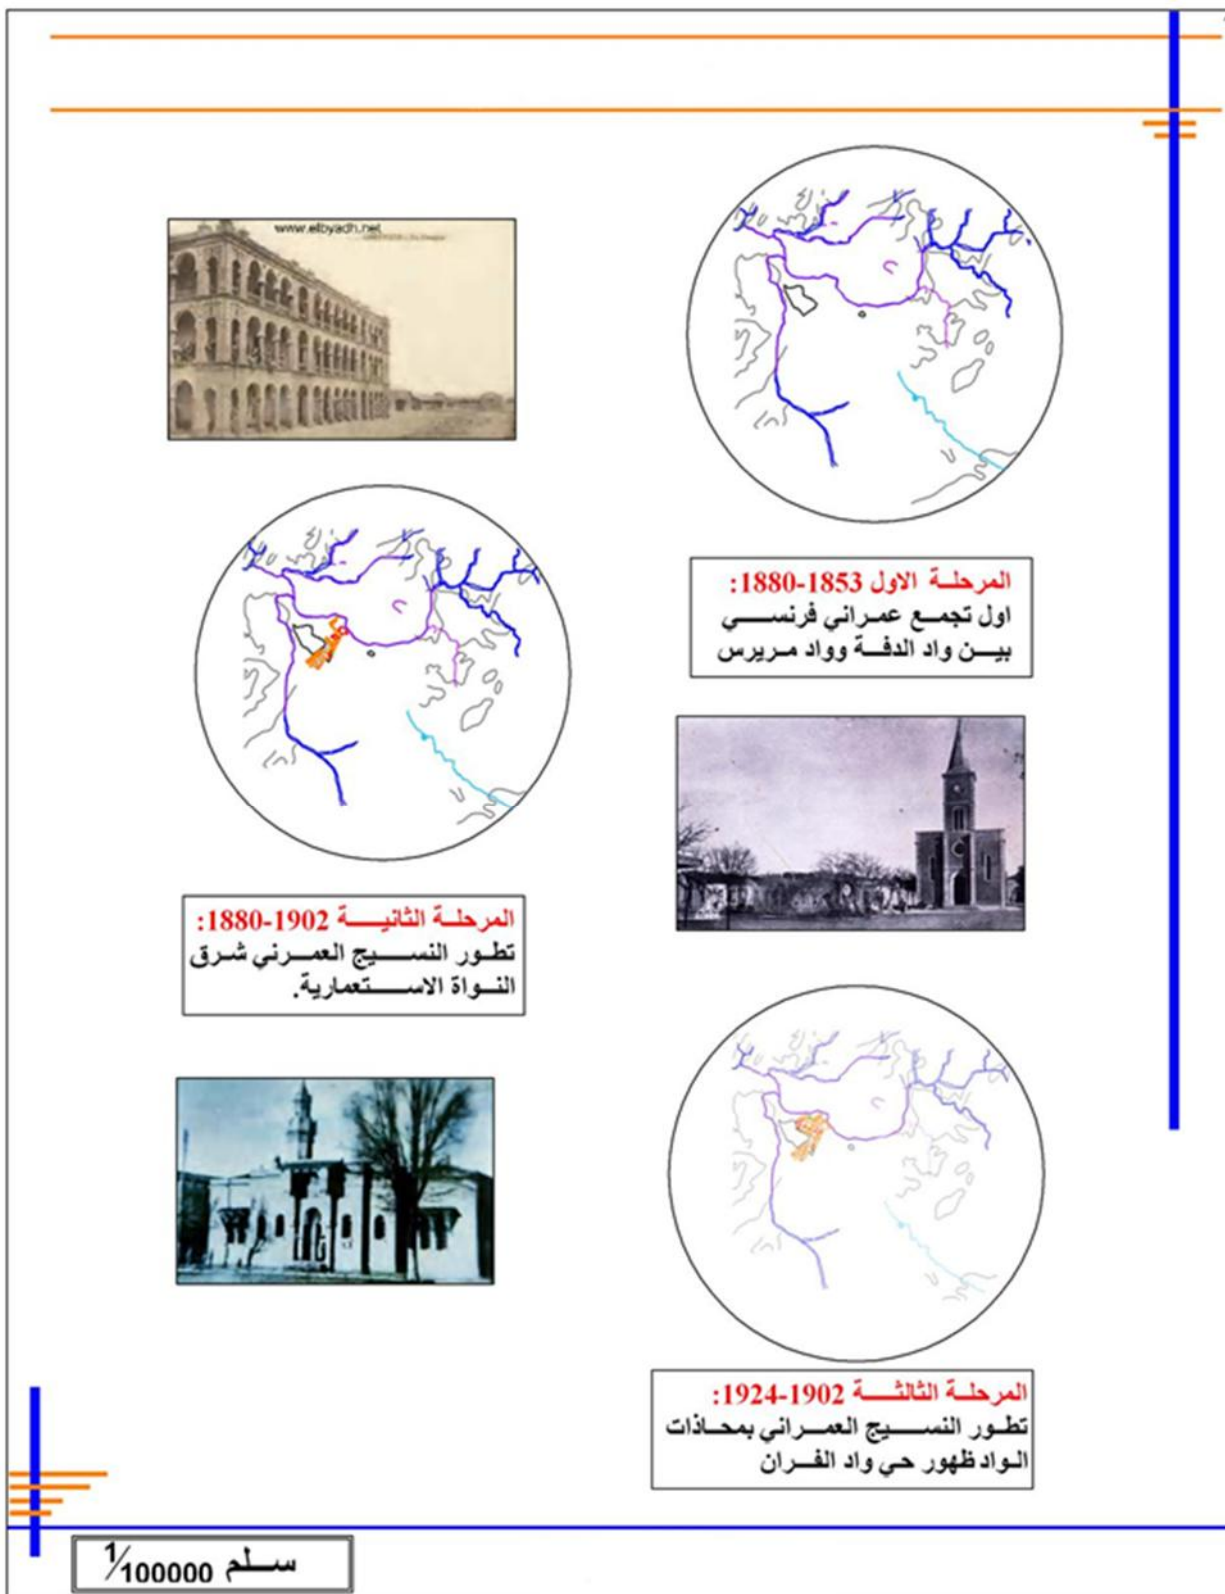 www.elbyadh.net
المرحلة الاول 1853-1880:
اول تجمع عمراني فرنسي
بين واد الدفة وواد مريرس
المرحلة الثانية 1902-1880:
تطور النسيج العمرني شرق
النواة الاستعمارية.
المرحلة الثالثة 1902-1924:
تطور النسيج العمراني بمحاذات
الواد ظهور حي واد الفران
سلم 1/100000